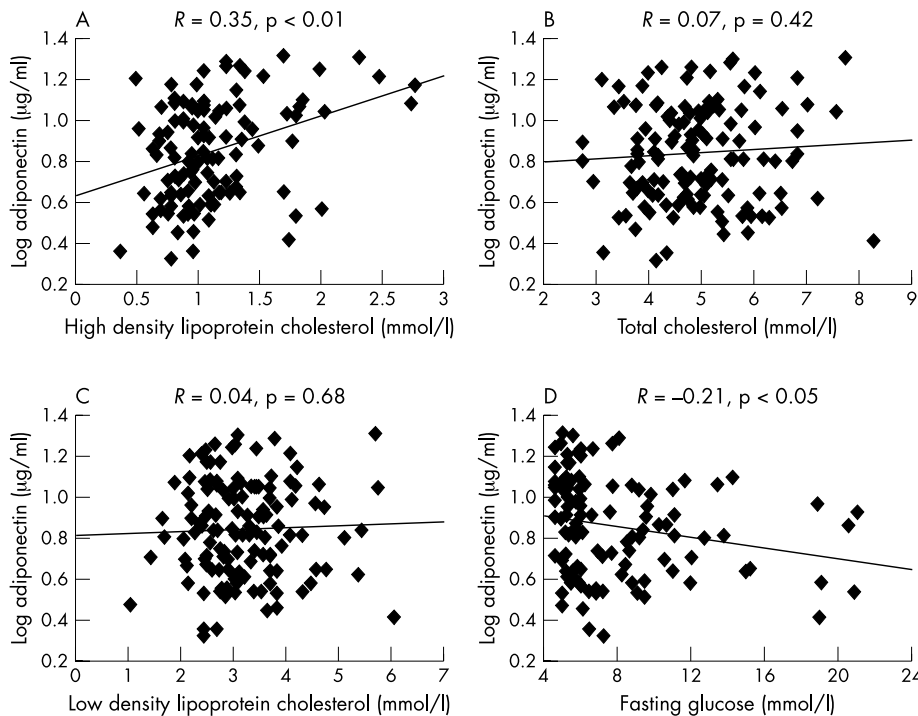 A
R = 0.35, p < 0.01
Log adiponectin (μg/ml)
1.4
1.2
1.0
0.8
0.6
0.4
0.2
0 0.5 1 1.5 2 2.5 3
High density lipoprotein cholesterol (mmol/l)
B
R = 0.07, p = 0.42
Log adiponectin (μg/ml)
1.4
1.2
1.0
0.8
0.6
0.4
0.2
2 3 4 5 6 7 8 9
Total cholesterol (mmol/l)
C
R = 0.04, p = 0.68
Log adiponectin (μg/ml)
1.4
1.2
1.0
0.8
0.6
0.4
0.2
0 1 2 3 4 5 6 7
Low density lipoprotein cholesterol (mmol/l)
D
R = –0.21, p < 0.05
Log adiponectin (μg/ml)
1.4
1.2
1.0
0.8
0.6
0.4
0.2
4 8 12 16 20 24
Fasting glucose (mmol/l)